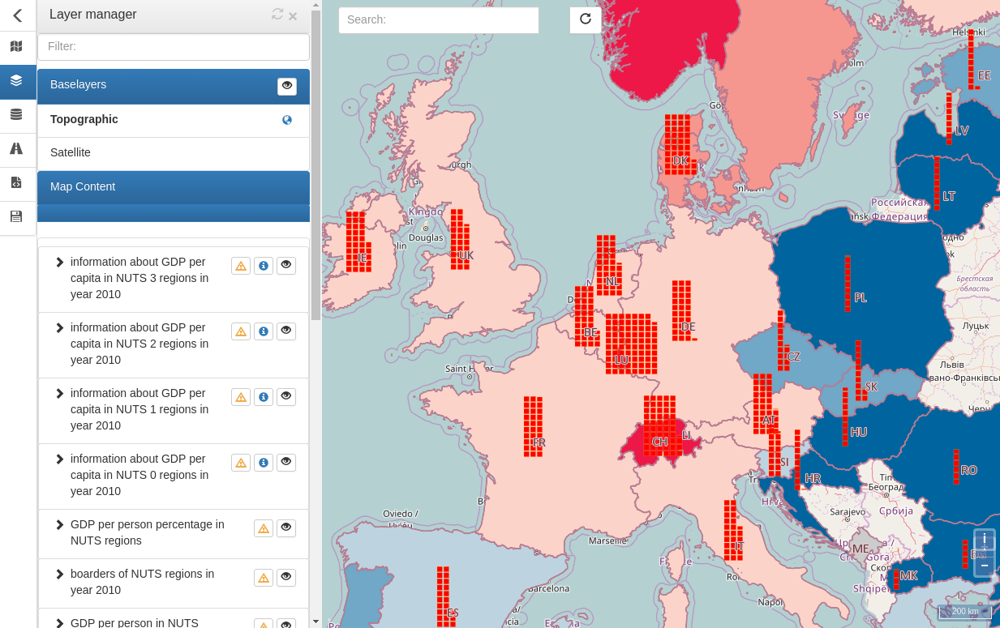 Layer manager
Filter:
Baselayers
Topographic
Satellite
Map Content
information about GDP per
capita in NUTS 3 regions in
year 2010
information about GDP per
capita in NUTS 2 regions in
year 2010
information about GDP per
capita in NUTS 1 regions in
year 2010
information about GDP per
capita in NUTS 0 regions in
year 2010
GDP per person percentage in
NUTS regions
boarders of NUTS regions in
year 2010
GDP per person in NUTS
Search:
Helsinki
EE
LV
LT
DK
Российская
Федерация
Kingdo
Douglas
IE
UK
NL
BE
DE
LU
PL
Брестская
область
Луцьк
Львів
CZ
SK
AT
HU
Saint H
FR
CH
LI
SI
HR
RO
Београд
Sarajevo
Србија
Oviedo /
Marseille
IT
ME
Gora
MK
Shqipë
Barcelona
ES
Napoli
i
−
200 km